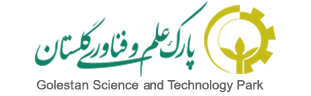 پارک علم و فناوری گلستان
Golestan Science and Technology Park